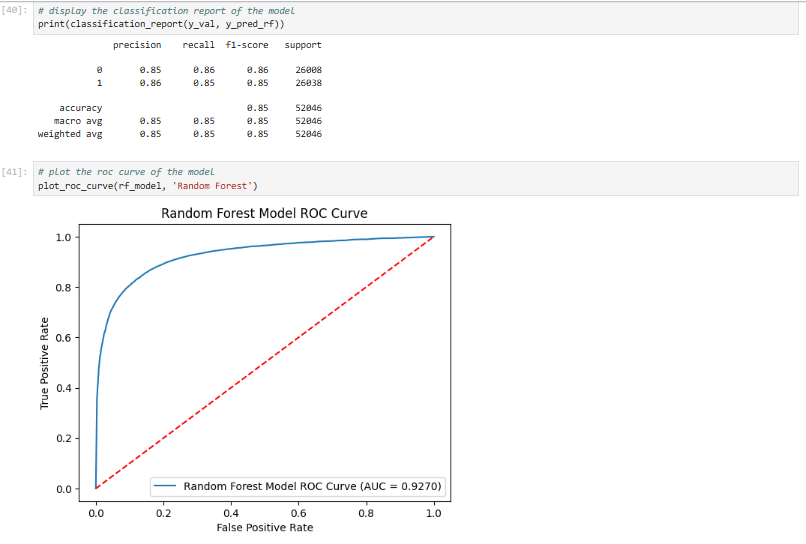 [40]: # display the classification report of the model
print(classification_report(y_val, y_pred_rf))
precision recall f1-score support
0 0.85 0.86 0.86 26008
1 0.86 0.85 0.85 26038
accuracy 0.85 52046
macro avg 0.85 0.85 0.85 52046
weighted avg 0.85 0.85 0.85 52046
[41]: # plot the roc curve of the model
plot_roc_curve(rf_model, 'Random Forest')
Random Forest Model ROC Curve
1.0
0.8
0.6
0.4
0.2
0.0
True Positive Rate
Random Forest Model ROC Curve (AUC = 0.9270)
0.0 0.2 0.4 0.6 0.8 1.0
False Positive Rate